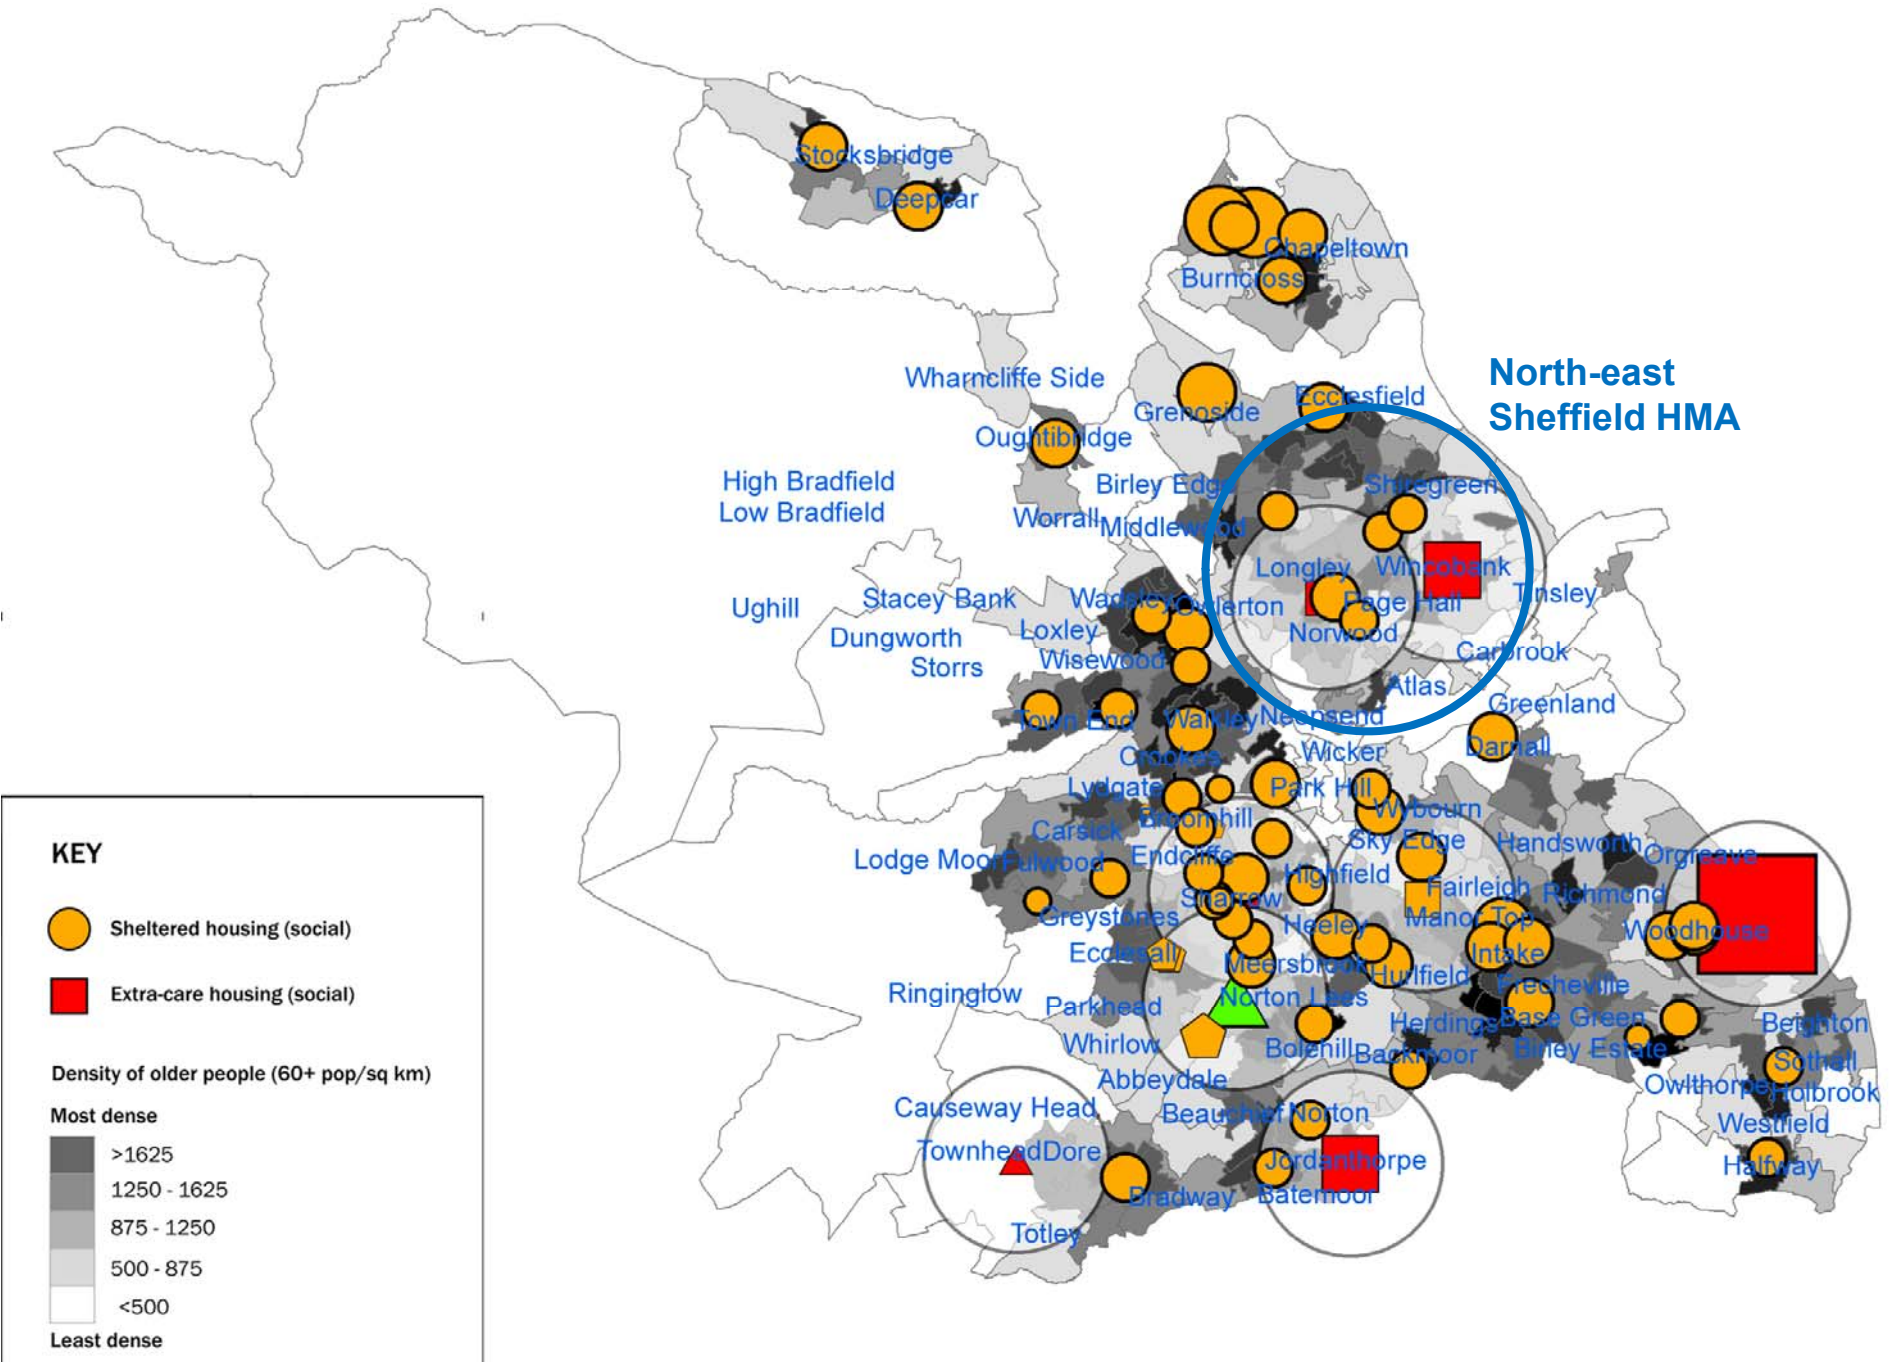 Stocksbridge
Deepcar
Chapeltown
Burncross
North-east
Sheffield HMA
Wharncliffe Side
Grenoside
Ecclesfield
Oughtibridge
High Bradfield
Low Bradfield
Birley Edge
Shiregreen
Worrall
Middlewood
Longley
Wincobank
Tinsley
Ughill
Stacey Bank
Wadsley
Owlerton
Page Hall
Dungworth
Loxley
Norwood
Storrs
Wisewood
Carbrook
Atlas
Greenland
Town End
Walkley
Neepsend
Darnall
Crookes
Wicker
Lydgate
Park Hill
Wybourn
Carsick
Broomhill
Sky Edge
Handsworth
Orgreave
Lodge Moor
Fulwood
Endcliffe
Highfield
Fairleigh
Richmond
Sharrow
Greystones
Heeley
Manor Top
Woodhouse
Ecclesall
Meersbrook
Hurlfield
Intake
Ringinglow
Parkhead
Norton Lees
Frecheville
Herdings
Base Green
Beighton
Whirlow
Bolehill
Backmoor
Birley Estate
Sothall
Abbeydale
Owlthorpe
Holbrook
Causeway Head
Beauchief
Norton
Westfield
Townhead
Dore
Jordanthorpe
Halfway
Bradway
Batemoor
Totley
KEY
Sheltered housing (social)
Extra-care housing (social)
Density of older people (60+ pop/sq km)
Most dense
>1625
1250 - 1625
875 - 1250
500 - 875
<500
Least dense